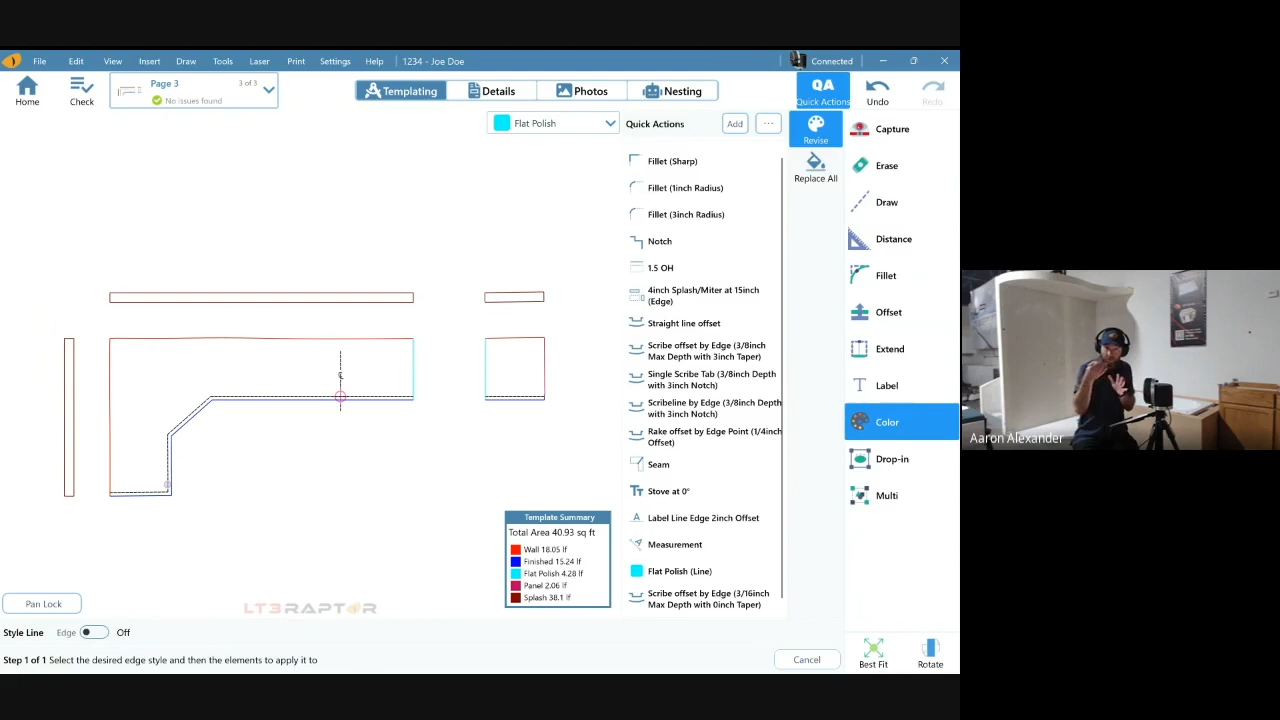 File Edit View Insert Draw Tools Laser Print Settings Help 1234 - Joe Doe Connected
Home
Check
Page 3
3 of 3
No issues found
Templating
Details
Photos
Nesting
QA
Quick Actions
Undo
Redo
Flat Polish
Quick Actions
Add
...
Revise
Replace All
Fillet (Sharp)
Fillet (1inch Radius)
Fillet (3inch Radius)
Notch
1.5 OH
4inch Splash/Miter at 15inch
(Edge)
Straight line offset
Scribe offset by Edge (3/8inch
Max Depth with 3inch Taper)
Single Scribe Tab (3/8inch Depth
with 3inch Notch)
Scribeline by Edge (3/8inch Depth
with 3inch Notch)
Rake offset by Edge Point (1/4inch
Offset)
Seam
Stove at 0°
Label Line Edge 2inch Offset
Measurement
Flat Polish (Line)
Scribe offset by Edge (3/16inch
Max Depth with 0inch Taper)
Capture
Erase
Draw
Distance
Fillet
Offset
Extend
Label
Color
Drop-in
Multi
Best Fit
Rotate
Template Summary
Total Area 40.93 sq ft
Wall 18.05 lf
Finished 15.24 lf
Flat Polish 4.28 lf
Panel 2.06 lf
Splash 38.1 lf
LT3RAPTOR
Pan Lock
Style Line Edge Off
Step 1 of 1 Select the desired edge style and then the elements to apply it to
Cancel
Aaron Alexander